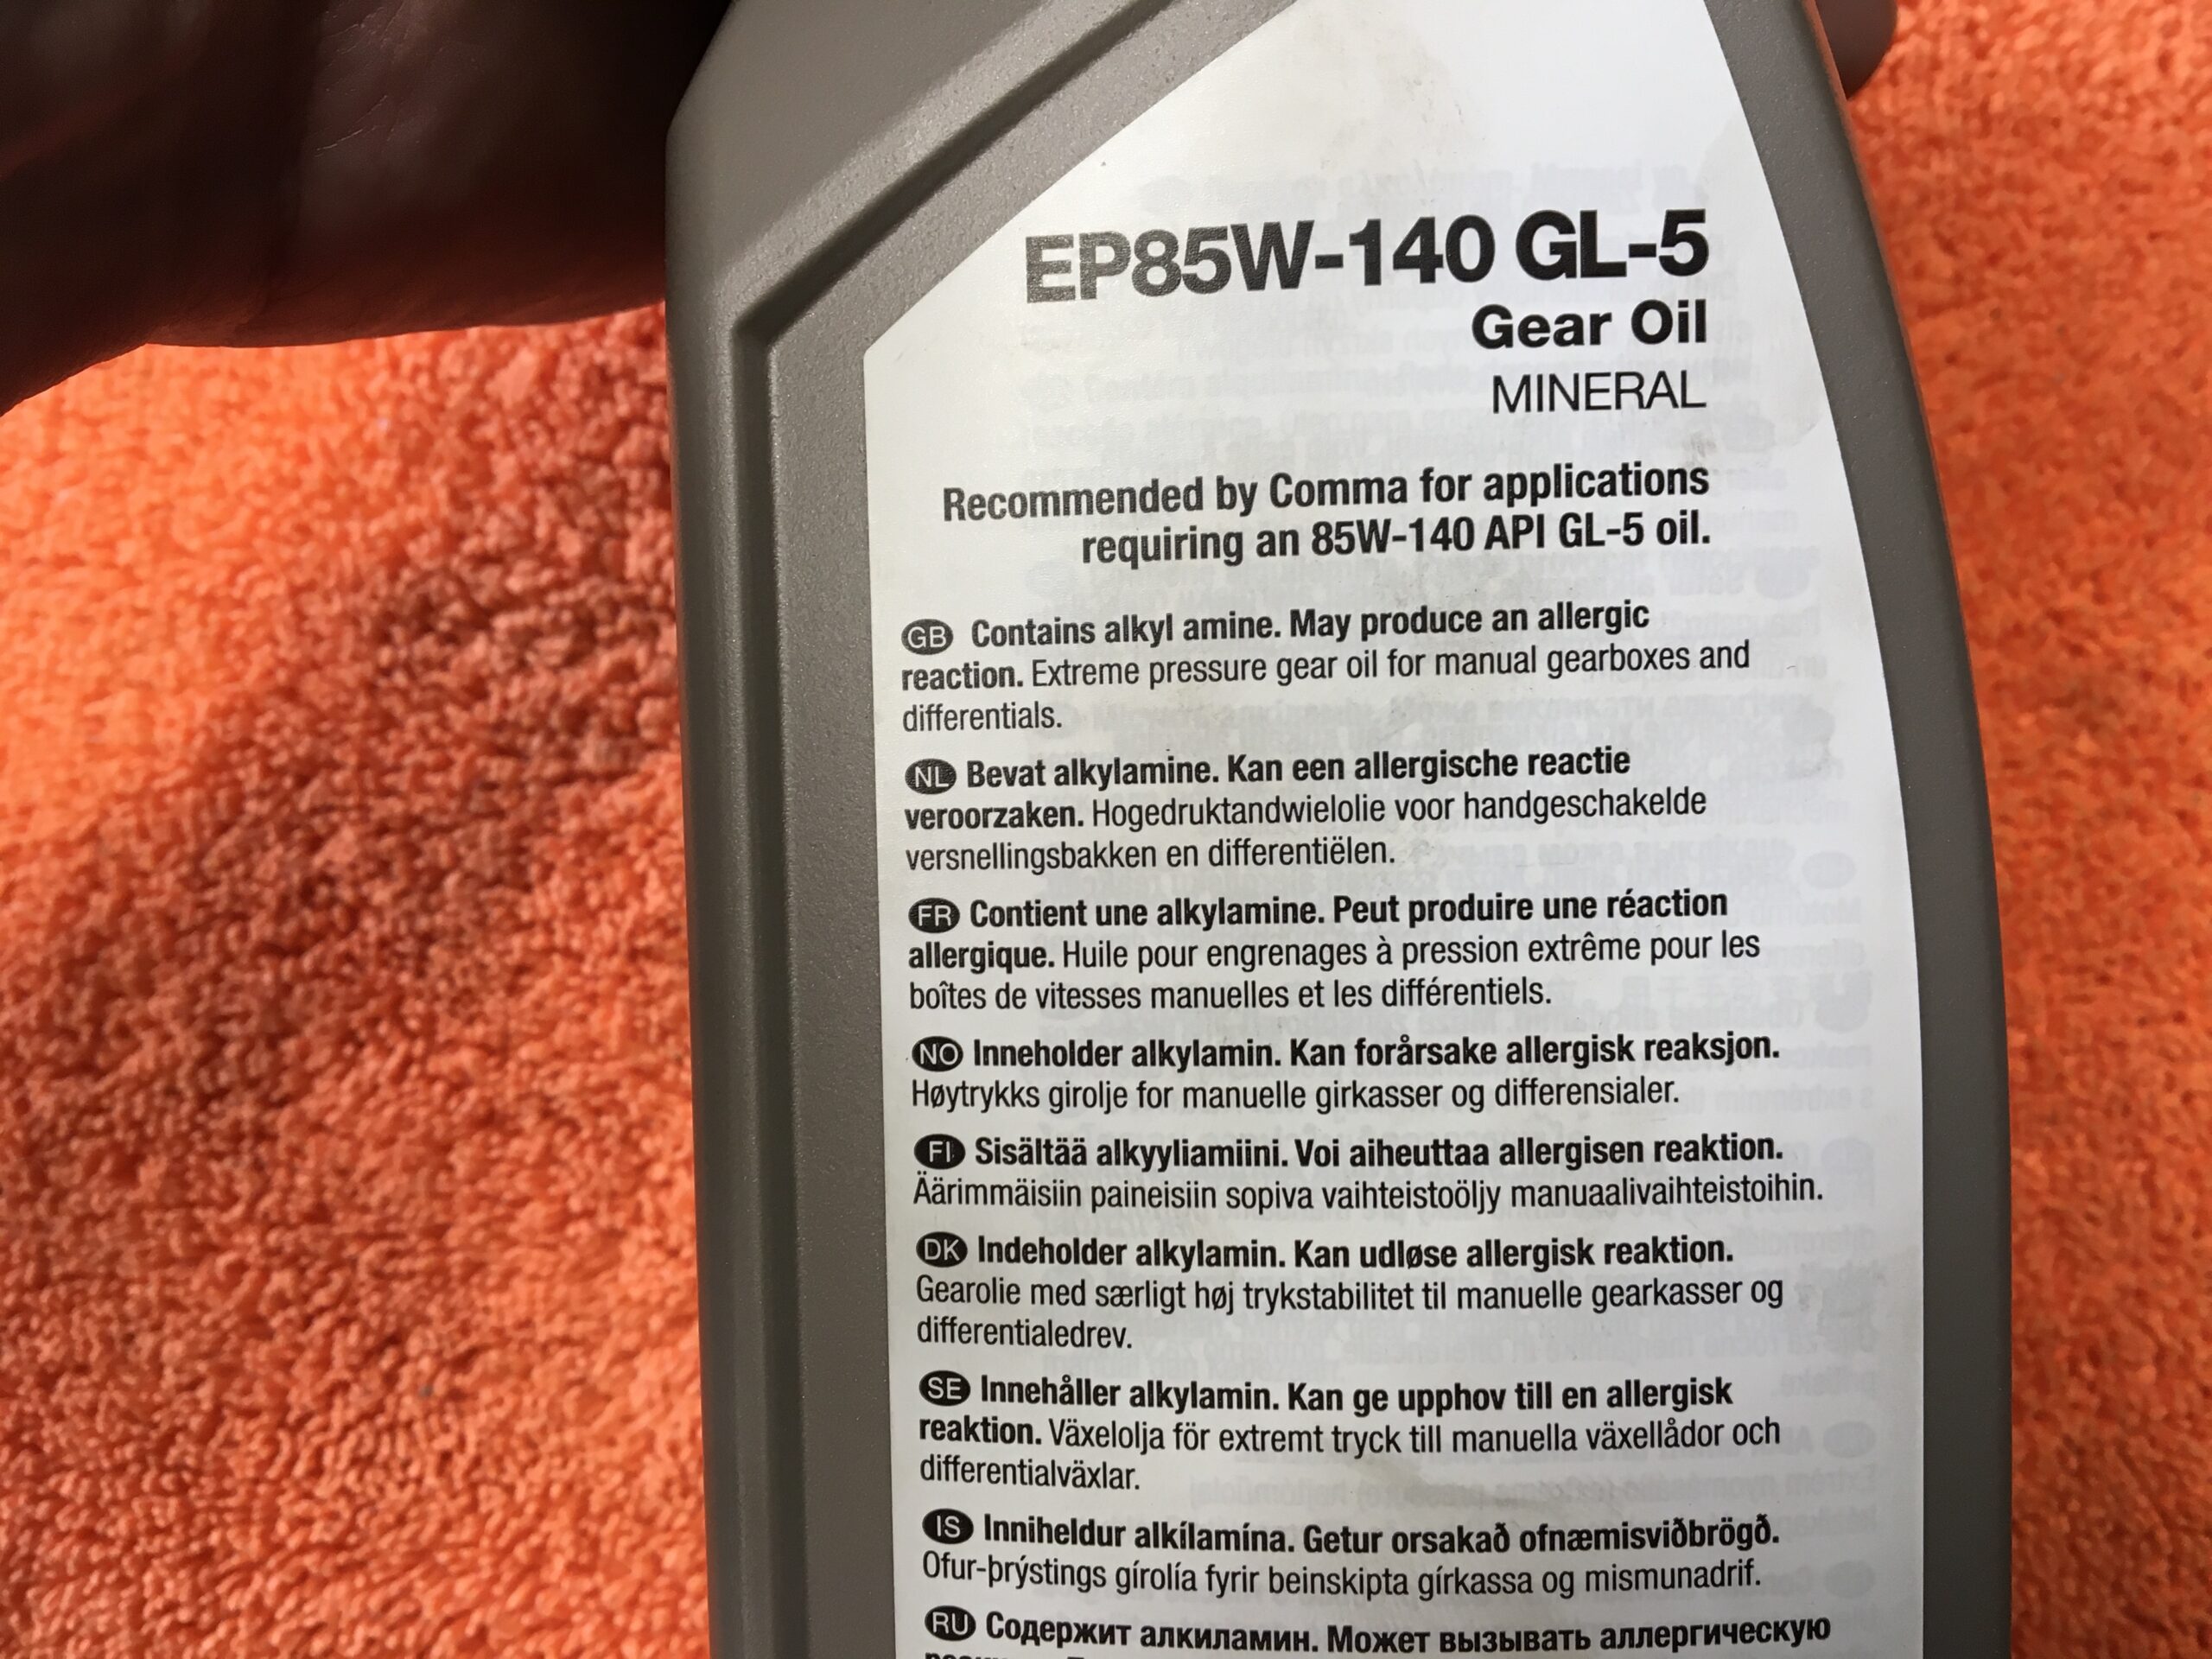 EP85W-140 GL-5
Gear Oil
MINERAL
Recommended by Comma for applications
requiring an 85W-140 API GL-5 oil.
GB Contains alkyl amine. May produce an allergic
reaction. Extreme pressure gear oil for manual gearboxes and
differentials.
NL Bevat alkylamine. Kan een allergische reactie
veroorzaken. Hogedruktandwielolie voor handgeschakelde
versnellingsbakken en differentiëlen.
FR Contient une alkylamine. Peut produire une réaction
allergique. Huile pour engrenages à pression extrême pour les
boîtes de vitesses manuelles et les différentiels.
NO Inneholder alkylamin. Kan forårsake allergisk reaksjon.
Høytrykks girolje for manuelle girkasser og differensialer.
FI Sisältää alkyyliamiini. Voi aiheuttaa allergisen reaktion.
Äärimmäisiin paineisiin sopiva vaihteistoöljy manuaalivaihteistoihin.
DK Indeholder alkylamin. Kan udløse allergisk reaktion.
Gearolie med særligt høj trykstabilitet til manuelle gearkasser og
differentialedrev.
SE Innehåller alkylamin. Kan ge upphov till en allergisk
reaktion. Växelolja för extremt tryck till manuella växellådor och
differentialväxlar.
IS Inniheldur alkílamína. Getur orsakað ofnæmisviðbrögð.
Ofur-þrýstings gírolía fyrir beinskipta gírkassa og mismunadrif.
RU Содержит алкиламин. Может вызывать аллергическую